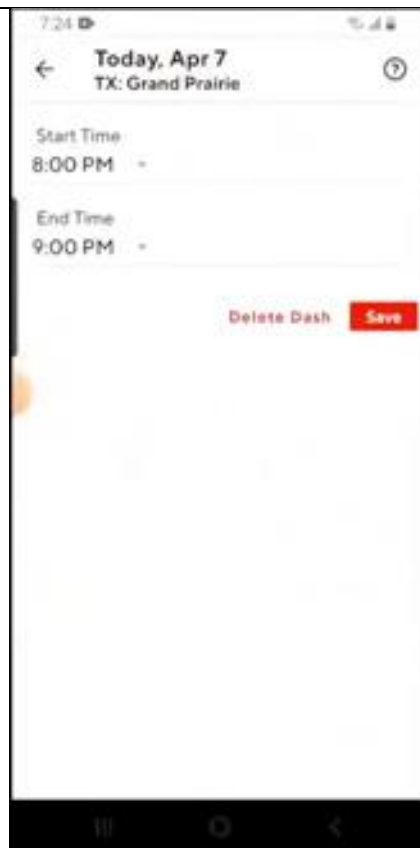 7:24
Today, Apr 7
TX: Grand Prairie
Start Time
8:00 PM
End Time
9:00 PM
Delete Dash Save